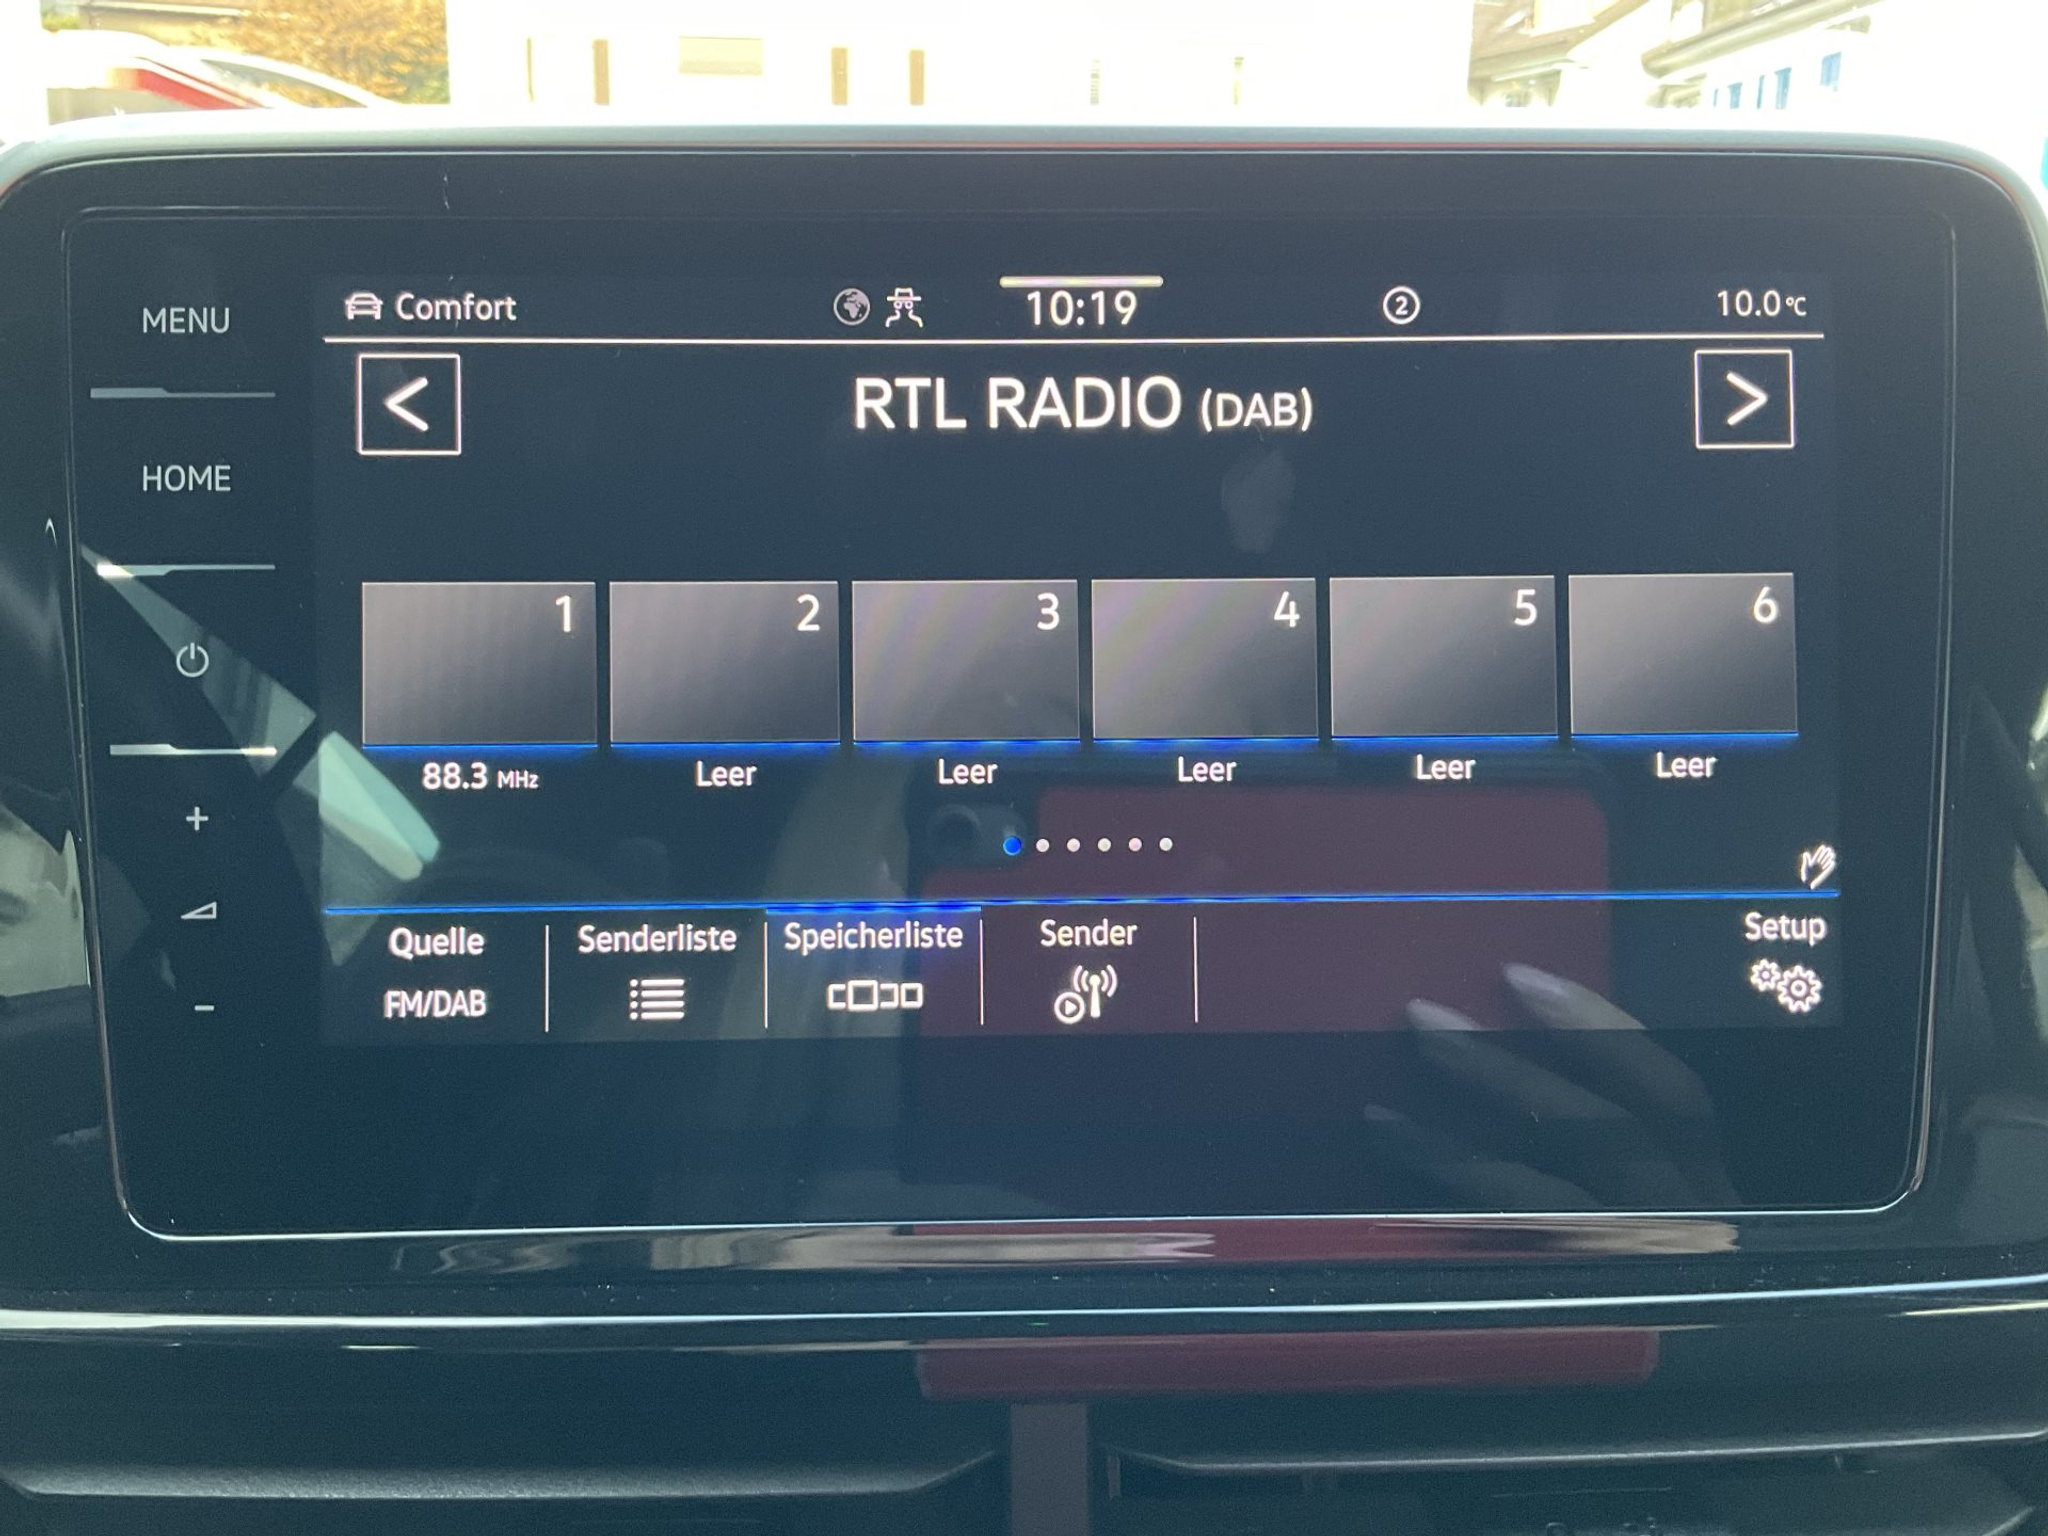 MENU
HOME
Comfort
10:19
2
10.0°C
<
RTL RADIO (DAB)
>
1
2
3
4
5
6
88.3 MHz
Leer
Leer
Leer
Leer
Leer
+
-
Quelle
FM/DAB
Senderliste
Speicherliste
Sender
Setup